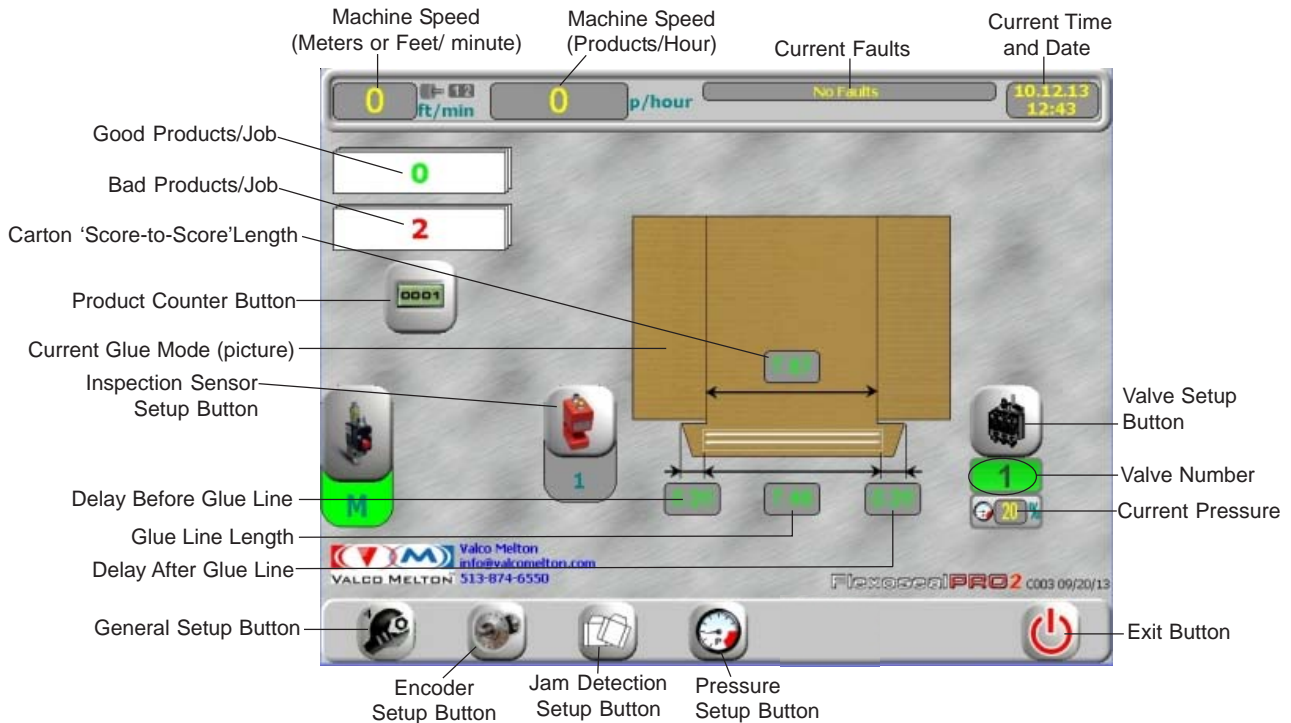 Machine Speed
(Meters or Feet/ minute)
Machine Speed
(Products/Hour)
Current Faults
Current Time
and Date
0
1 2
ft/min
0
p/hour
No Faults
10.12.13
12:43
Good Products/Job
0
Bad Products/Job
2
Carton ‘Score-to-Score’Length
Product Counter Button
0001
Current Glue Mode (picture)
Inspection Sensor
Setup Button
Valve Setup
Button
M
1
1
Valve Number
Delay Before Glue Line
20 %
Current Pressure
Glue Line Length
Delay After Glue Line
VALCO MELTON
Valco Melton
info@valcomelton.com
513-874-6550
FlexosealPRO2 C003 09/20/13
General Setup Button
Exit Button
Encoder
Setup Button
Jam Detection
Setup Button
Pressure
Setup Button